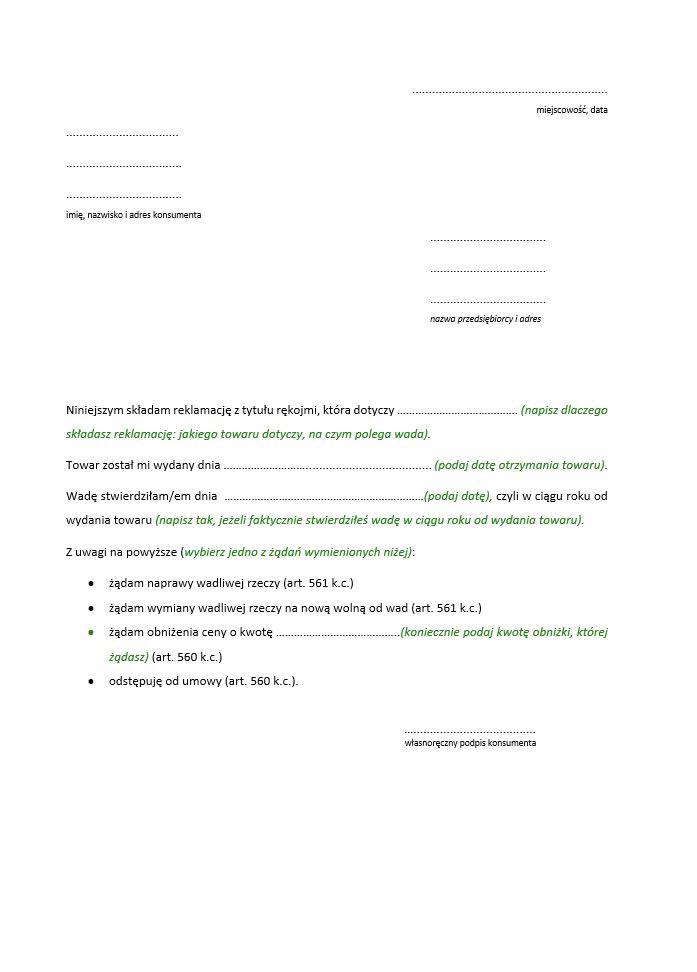 ............................................................
miejscowość, data
..................................
...................................
...................................
imię, nazwisko i adres konsumenta
...................................
...................................
...................................
nazwa przedsiębiorcy i adres
Niniejszym składam reklamację z tytułu rękojmi, która dotyczy …………………………………. (napisz dlaczego
składasz reklamację: jakiego towaru dotyczy, na czym polega wada).
Towar został mi wydany dnia ……………………….................................... (podaj datę otrzymania towaru).
Wadę stwierdziłam/em dnia …………………………………………………………(podaj datę), czyli w ciągu roku od
wydania towaru (napisz tak, jeżeli faktycznie stwierdziłeś wadę w ciągu roku od wydania towaru).
Z uwagi na powyższe (wybierz jedno z żądań wymienionych niżej):
• żądam naprawy wadliwej rzeczy (art. 561 k.c.)
• żądam wymiany wadliwej rzeczy na nową wolną od wad (art. 561 k.c.)
• żądam obniżenia ceny o kwotę …………………………………..(koniecznie podaj kwotę obniżki, której
żądasz) (art. 560 k.c.)
• odstępuję od umowy (art. 560 k.c.).
........................................
własnoręczny podpis konsumenta